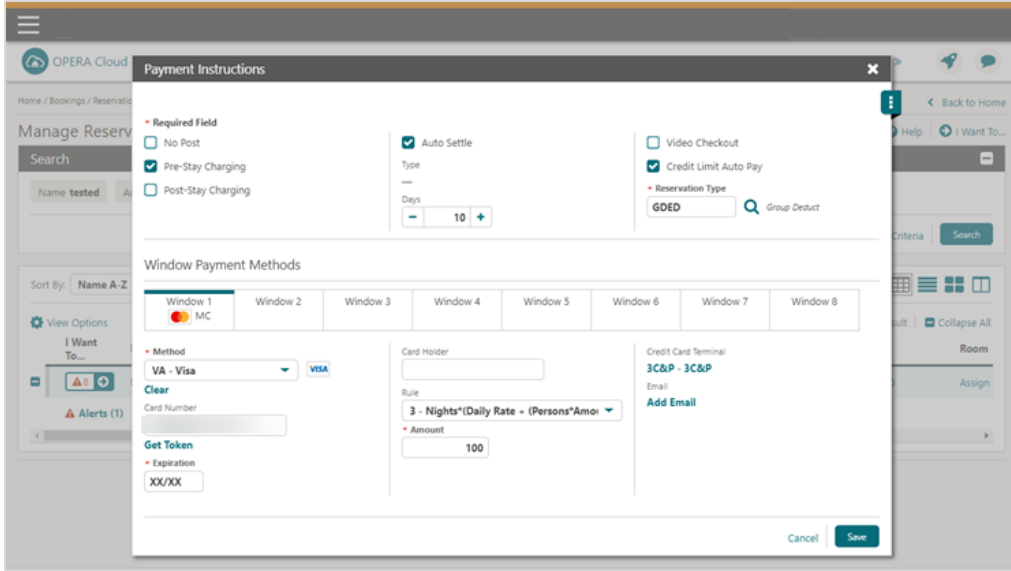 OPERA Cloud
Payment Instructions
Home / Bookings / Reservatio
Back to Home
Manage Reserv
Help
I Want To...
Search
Name tested
Criteria
Search
Sort By: Name A-Z
View Options
Collapse All
I Want
To...
Room
8
Assign
Alerts (1)
* Required Field
No Post
Auto Settle
Video Checkout
Pre-Stay Charging
Type
—
Credit Limit Auto Pay
Post-Stay Charging
Days
10
* Reservation Type
GDED
Group Deduct
Window Payment Methods
Window 1
MC
Window 2
Window 3
Window 4
Window 5
Window 6
Window 7
Window 8
* Method
VA - Visa
VISA
Clear
Card Number
Get Token
* Expiration
XX/XX
Card Holder
Rule
3 - Nights*(Daily Rate + (Persons*Amou
* Amount
100
Credit Card Terminal
3C&P - 3C&P
Email
Add Email
Cancel
Save